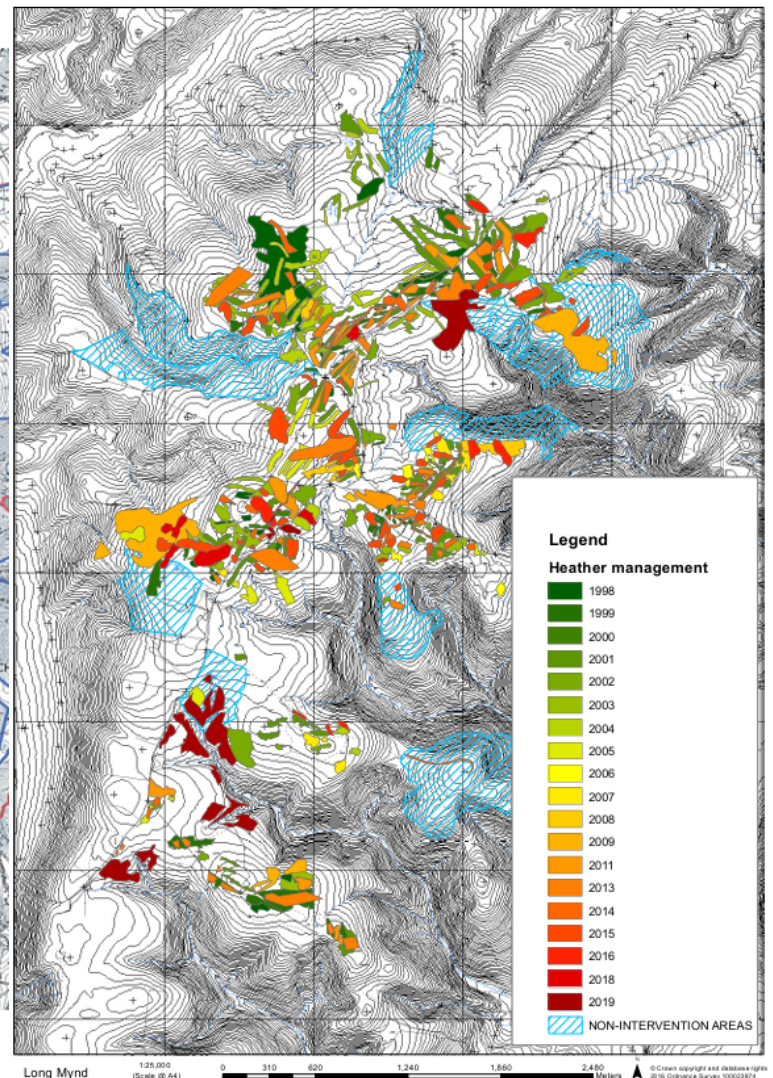 Legend
Heather management
1998
1999
2000
2001
2002
2003
2004
2005
2006
2007
2008
2009
2011
2013
2014
2015
2016
2018
2019
NON-INTERVENTION AREAS
Long Mynd
1:25,000
(Scale @ A4)
0 310 620 1,240 1,860 2,480
Meters
N
© Crown copyright and database rights
2016 Ordnance Survey 100023974